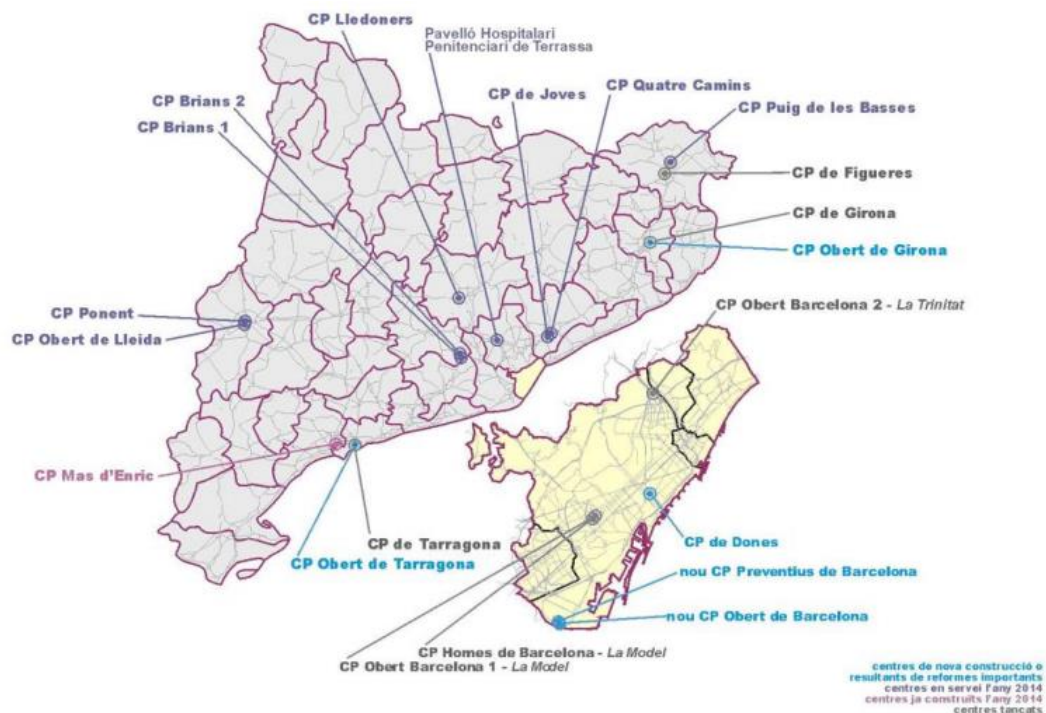 CP Lledoners
Pavelló Hospitalari
Penitenciari de Terrassa
CP Brians 2
CP de Joves
CP Quatre Camins
CP Brians 1
CP Puig de les Basses
CP de Figueres
CP de Girona
CP Obert de Girona
CP Obert Barcelona 2 - La Trinitat
CP Ponent
CP Obert de Lleida
CP Mas d'Enric
CP de Tarragona
CP Obert de Tarragona
CP de Dones
nou CP Preventius de Barcelona
nou CP Obert de Barcelona
CP Homes de Barcelona - La Model
CP Obert Barcelona 1 - La Model
centres de nova construcció o
resultants de reformes importants
centres en servei l'any 2014
centres ja construïts l'any 2014
centres tancats